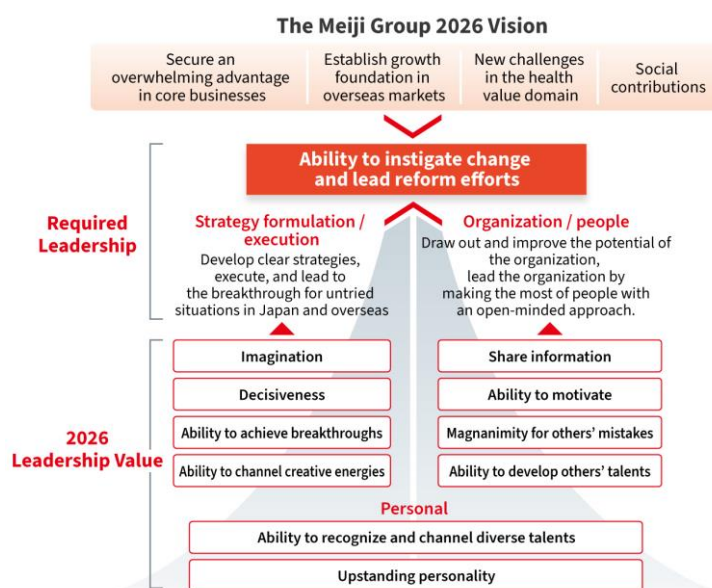 The Meiji Group 2026 Vision
Secure an
overwhelming advantage
in core businesses
Establish growth
foundation in
overseas markets
New challenges
in the health
value domain
Social
contributions
Ability to instigate change
and lead reform efforts
Required
Leadership
Strategy formulation /
execution
Develop clear strategies,
execute, and lead to
the breakthrough for untried
situations in Japan and overseas
Organization / people
Draw out and improve the potential of
the organization,
lead the organization by
making the most of people with
an open-minded approach.
2026
Leadership Value
Imagination
Decisiveness
Ability to achieve breakthroughs
Ability to channel creative energies
Share information
Ability to motivate
Magnanimity for others’ mistakes
Ability to develop others’ talents
Personal
Ability to recognize and channel diverse talents
Upstanding personality